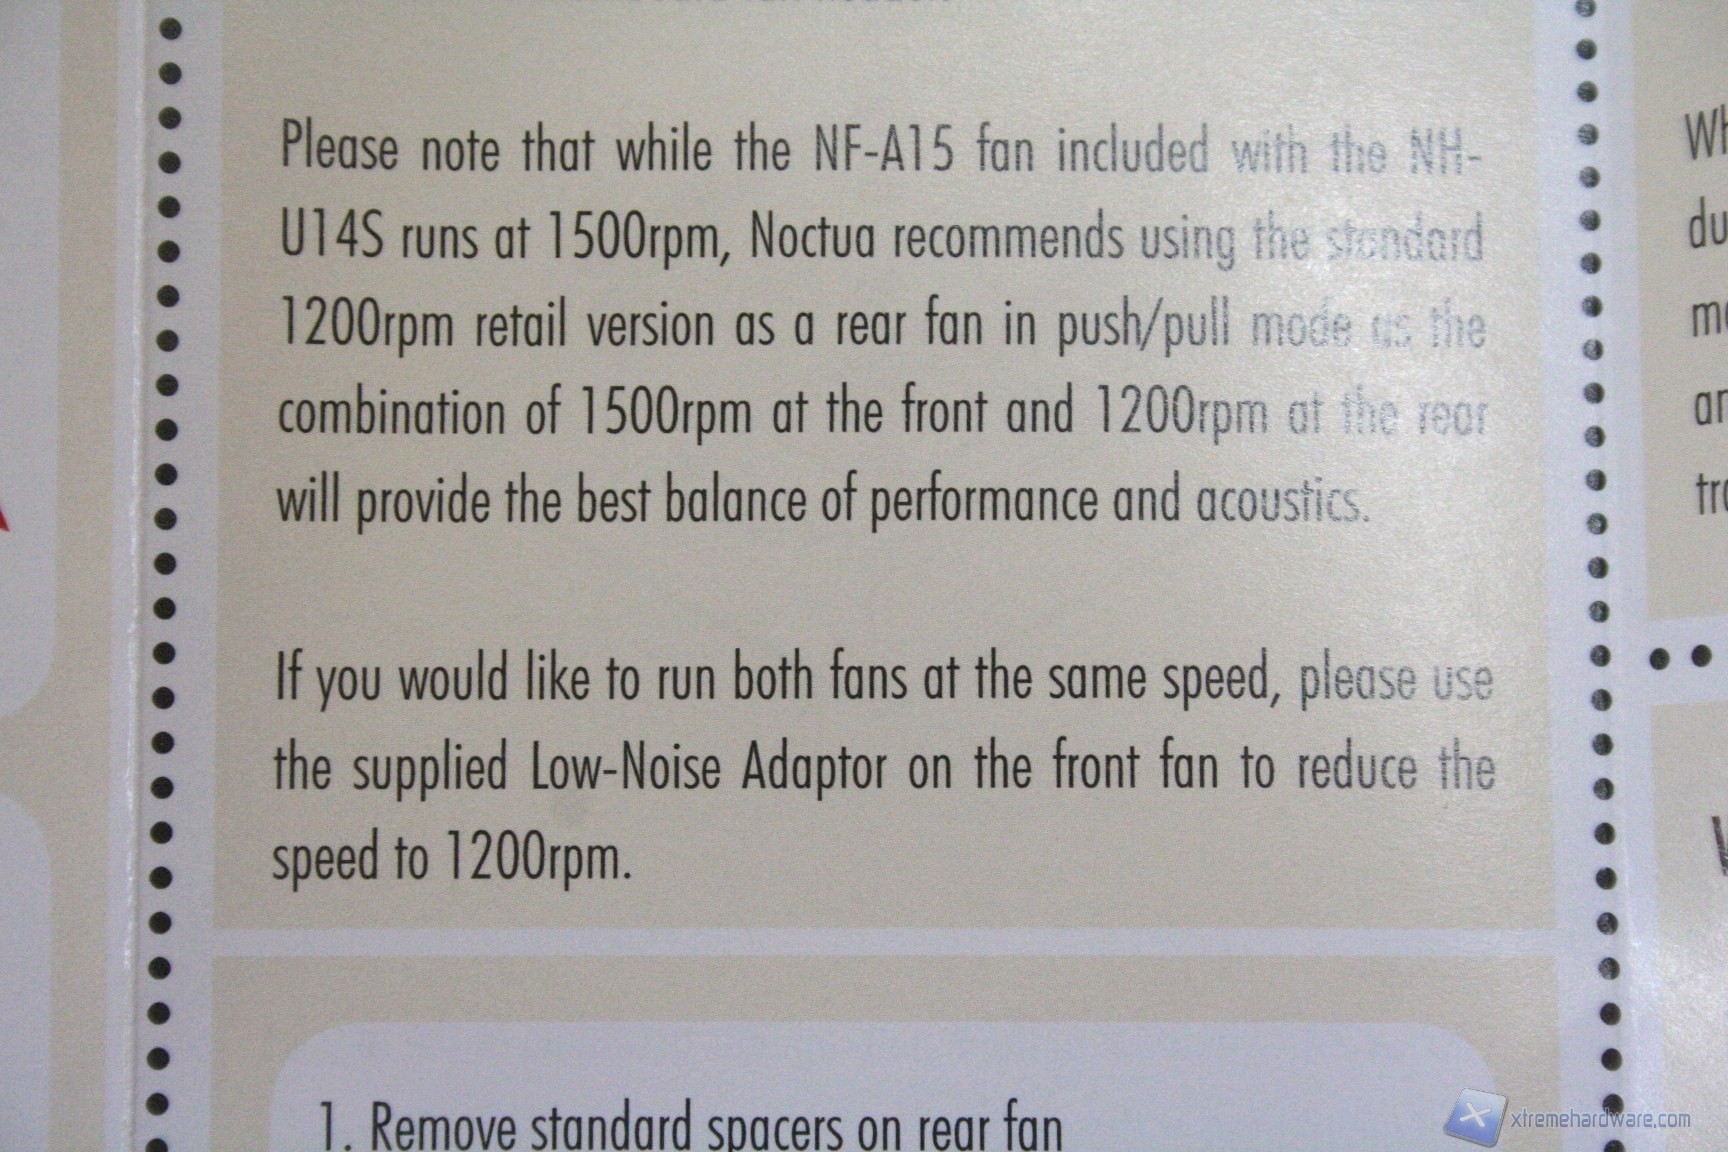 Please note that while the NF-A15 fan included with the NH-
U14S runs at 1500rpm, Noctua recommends using the standard
1200rpm retail version as a rear fan in push/pull mode as the
combination of 1500rpm at the front and 1200rpm at the rear
will provide the best balance of performance and acoustics.
If you would like to run both fans at the same speed, please use
the supplied Low-Noise Adaptor on the front fan to reduce the
speed to 1200rpm.
1. Remove standard spacers on rear fan
xtremehardware.com